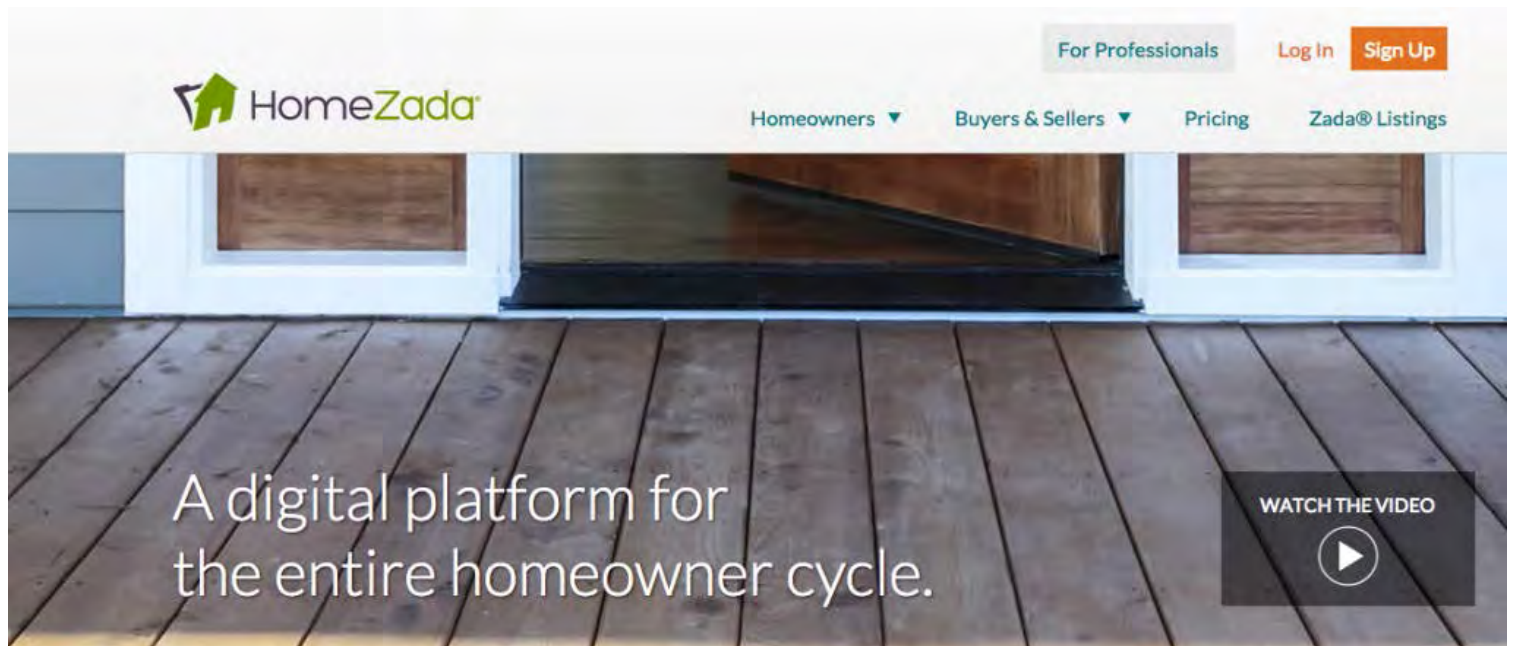 For Professionals
Log In
Sign Up
HomeZada®
Homeowners ▼
Buyers & Sellers ▼
Pricing
Zada® Listings
A digital platform for
the entire homeowner cycle.
WATCH THE VIDEO